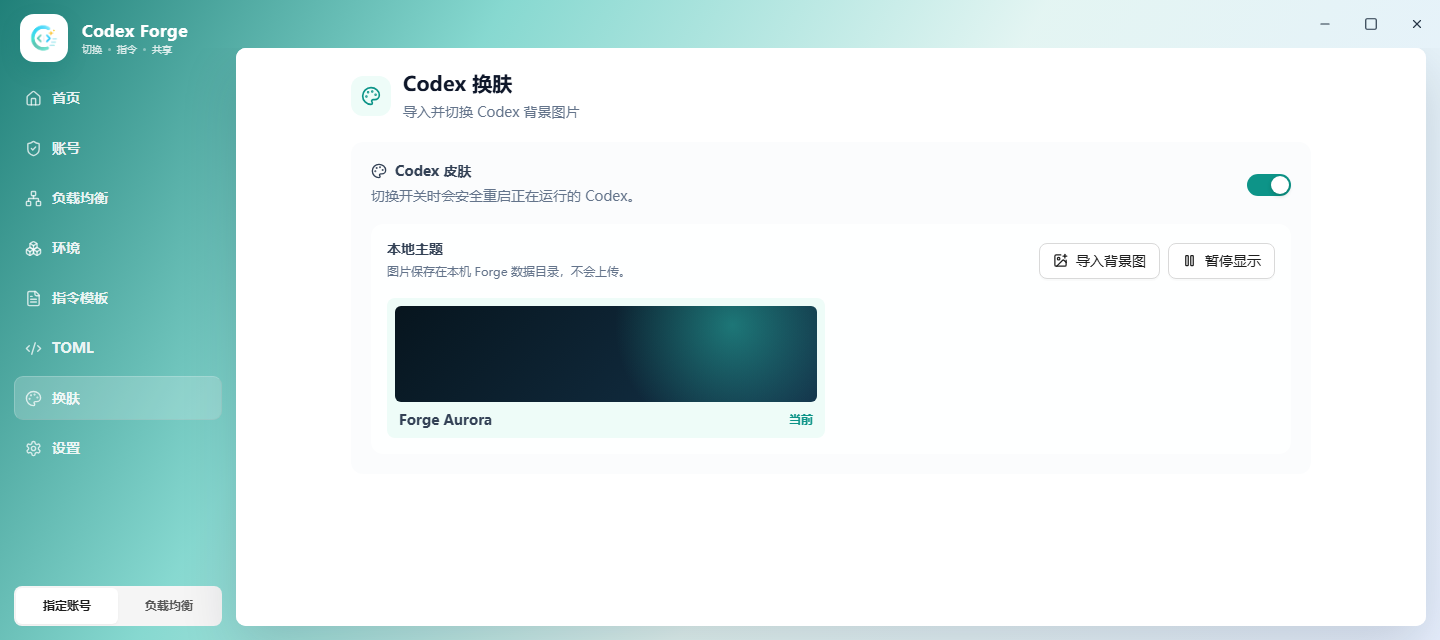 Codex Forge
切换 • 指令 • 共享
首页
账号
负载均衡
环境
指令模板
TOML
换肤
设置
指定账号
负载均衡
Codex 换肤
导入并切换 Codex 背景图片
Codex 皮肤
切换开关时会安全重启正在运行的 Codex。
本地主题
图片保存在本机 Forge 数据目录，不会上传。
导入背景图
暂停显示
Forge Aurora
当前